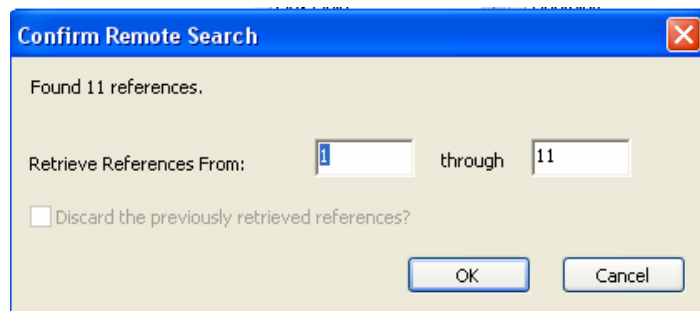 Confirm Remote Search
Found 11 references.
Retrieve References From: 1 through 11
Discard the previously retrieved references?
OK Cancel